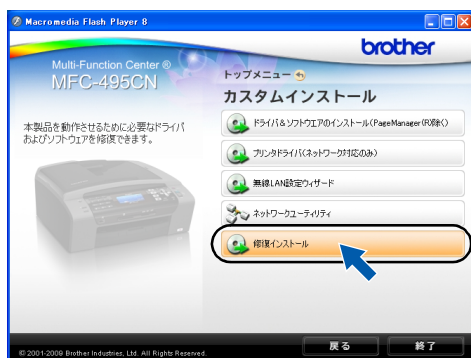 Macromedia Flash Player 8
brother
Multi-Function Center ®
MFC-495CN
トップメニュー
カスタムインストール
本製品を動作させるために必要なドライバ
およびソフトウェアを修復できます。
ドライバ&ソフトウエアのインストール(PageManager(R)除く)
プリンタドライバ(ネットワーク対応のみ)
無線LAN設定ウィザード
ネットワークユーティリティ
修復インストール
戻る
終了
© 2001-2009 Brother Industries, Ltd. All Rights Reserved.